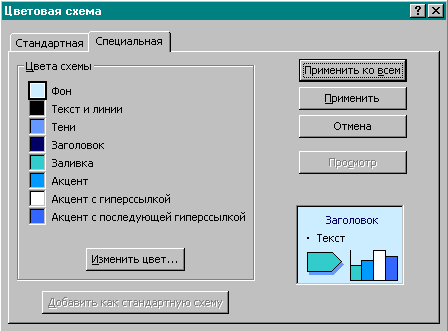 Цветовая схема
Стандартная
Специальная
Цвета схемы
Фон
Текст и линии
Тени
Заголовок
Заливка
Акцент
Акцент с гиперссылкой
Акцент с последующей гиперссылкой
Изменить цвет...
Добавить как стандартную схему
Применить ко всем
Применить
Отмена
Просмотр
Заголовок
• Текст